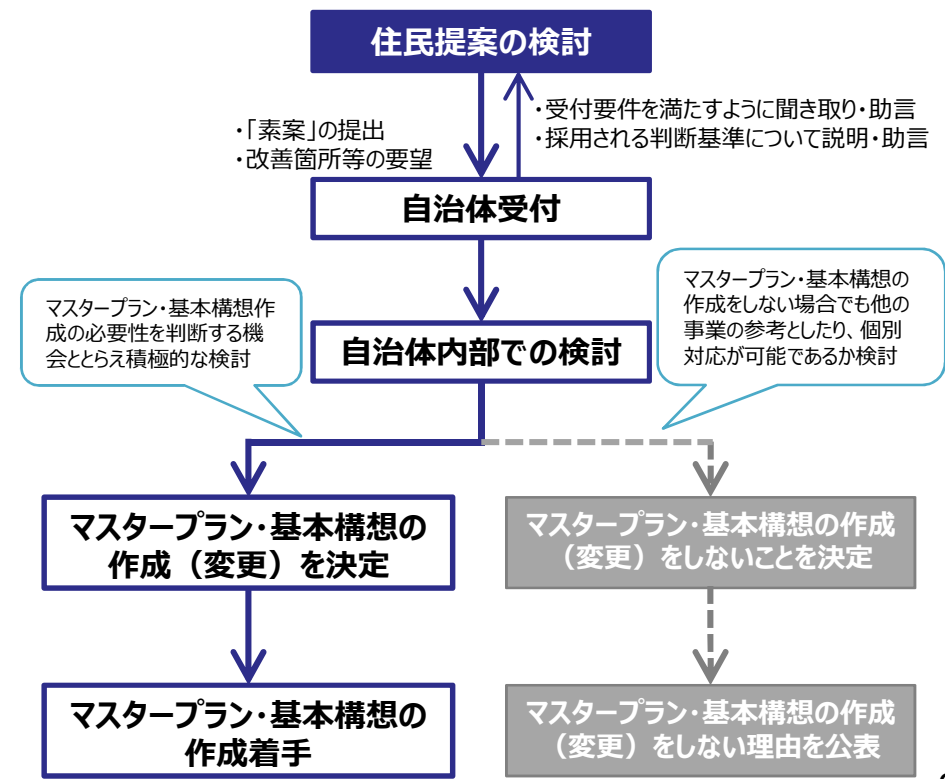 住民提案の検討
・「素案」の提出
・改善箇所等の要望
・受付要件を満たすように聞き取り・助言
・採用される判断基準について説明・助言
自治体受付
マスタープラン・基本構想作
成の必要性を判断する機
会ととらえ積極的な検討
マスタープラン・基本構想の
作成をしない場合でも他の
事業の参考としたり、個別
対応が可能であるか検討
自治体内部での検討
マスタープラン・基本構想の
作成（変更）を決定
マスタープラン・基本構想の作成
（変更）をしないことを決定
マスタープラン・基本構想の
作成着手
マスタープラン・基本構想の作成
（変更）をしない理由を公表